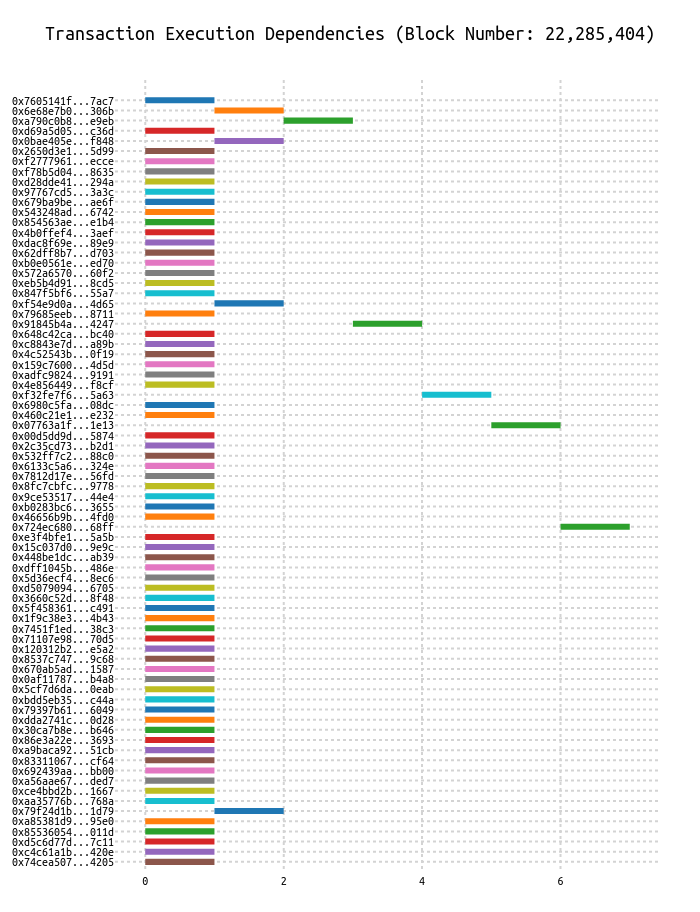 Transaction Execution Dependencies (Block Number: 22,285,404)
0x7605141f...7ac7
0x6e68e7b0...306b
0xa790c0b8...e9eb
0xd69a5d05...c36d
0x0bae405e...f848
0x2650d3e1...5d99
0xf2777961...ecce
0xf78b5d04...8635
0xd28dde41...294a
0x97767cd5...3a3c
0x679ba9be...ae6f
0x543248ad...6742
0x854563ae...e1b4
0x4b0ffef4...3aef
0xdac8f69e...89e9
0x62dff8b7...d703
0xb0e0561e...ed70
0x572a6570...60f2
0xeb5b4d91...8cd5
0x847f5bf6...55a7
0xf54e9d0a...4d65
0x79685eeb...8711
0x91845b4a...4247
0x648c42ca...bc40
0xc8843e7d...a89b
0x4c52543b...0f19
0x159c7600...4d5d
0xadfc9824...9191
0x4e856449...f8cf
0xf32fe7f6...5a63
0x6980c5fa...08dc
0x460c21e1...e232
0x07763a1f...1e13
0x00d5dd9d...5874
0x2c35cd73...b2d1
0x532ff7c2...88c0
0x6133c5a6...324e
0x7812d17e...56fd
0x8fc7cbfc...9778
0x9ce53517...44e4
0xb0283bc6...3655
0x46656b9b...4fd0
0x724ec680...68ff
0xe3f4bfe1...5a5b
0x15c037d0...9e9c
0x448be1dc...ab39
0xdff1045b...486e
0x5d36ecf4...8ec6
0xd5079094...6705
0x3660c52d...8f48
0x5f458361...c491
0x1f9c38e3...4b43
0x7451f1ed...38c3
0x71107e98...70d5
0x120312b2...e5a2
0x8537c747...9c68
0x670ab5ad...1587
0x0af11787...b4a8
0x5cf7d6da...0eab
0xbdd5eb35...c44a
0x79397b61...6049
0xdda2741c...0d28
0x30ca7b8e...b646
0x86e3a22e...3693
0xa9baca92...51cb
0x83311067...cf64
0x692439aa...bb00
0xa56aae67...ded7
0xce4bbd2b...1667
0xaa35776b...768a
0x79f24d1b...1d79
0xa85381d9...95e0
0x85536054...011d
0xd5c6d77d...7c11
0xc4c61a1b...420e
0x74cea507...4205
0 2 4 6